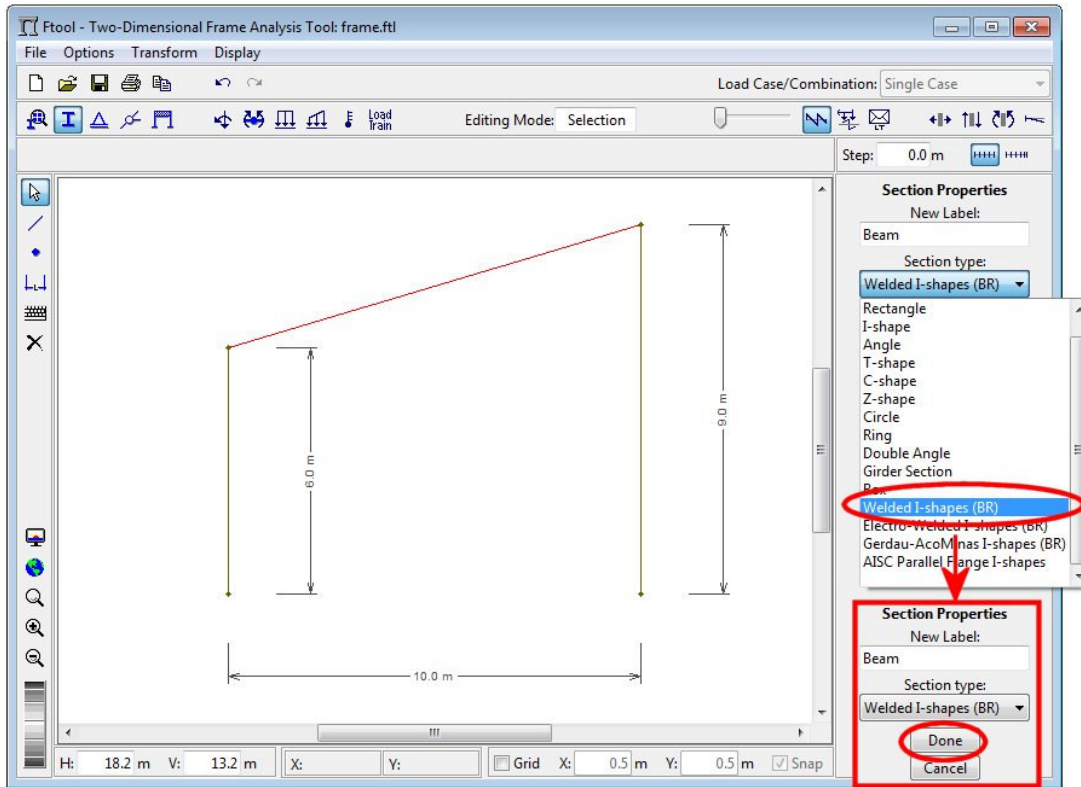 Ftool - Two-Dimensional Frame Analysis Tool: frame.ftl
File Options Transform Display
Load Case/Combination: Single Case
Load Train
Editing Mode: Selection
LT
Step: 0.0 m
Section Properties
New Label:
Beam
Section type:
Welded I-shapes (BR)
Rectangle
I-shape
Angle
T-shape
C-shape
Z-shape
Circle
Ring
Double Angle
Girder Section
Box
Welded I-shapes (BR)
Electro-Welded I-shapes (BR)
Gerdau-AcoMinas I-shapes (BR)
AISC Parallel Flange I-shapes
6.0 m
9.0 m
10.0 m
Section Properties
New Label:
Beam
Section type:
Welded I-shapes (BR)
Done
Cancel
H: 18.2 m V: 13.2 m X: Y: Grid X: 0.5 m Y: 0.5 m Snap